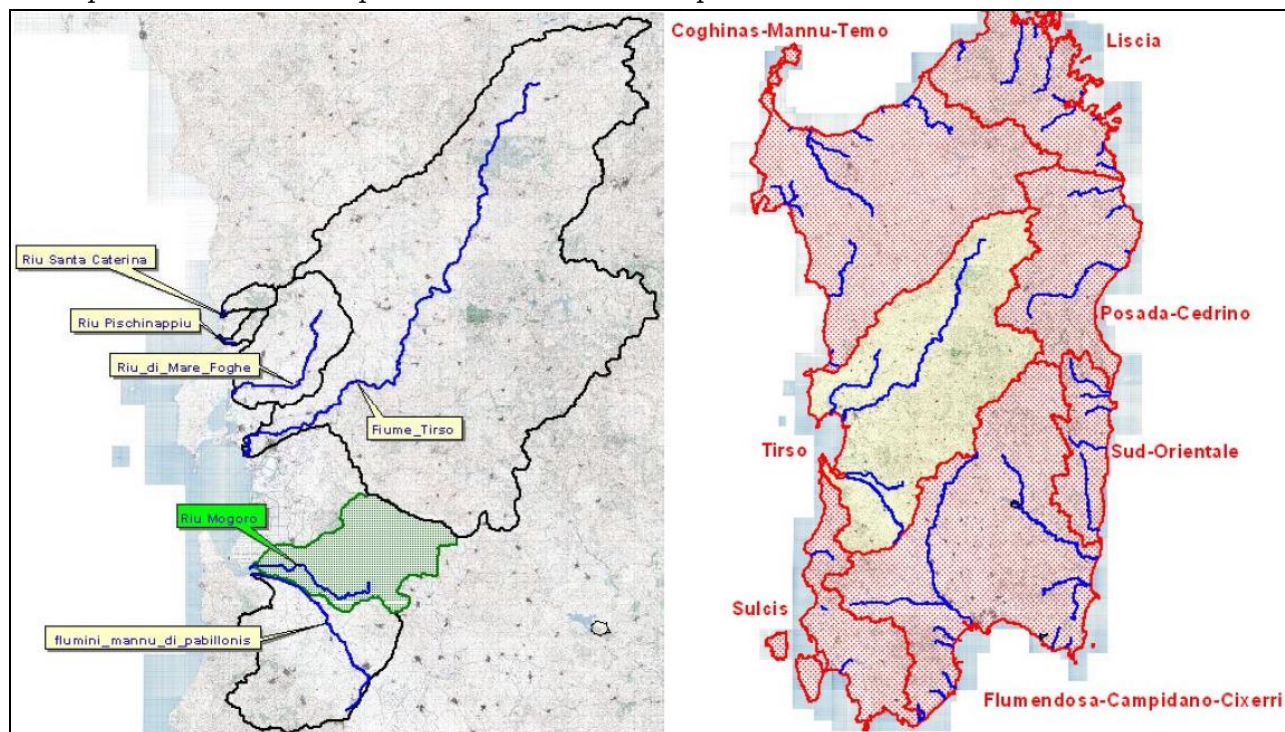 Riu Santa Caterina
Riu Pischinappiu
Riu_di_Mare_Foghe
Fiume_Tirso
Riu Mogoro
flumini_mannu_di_pabillonis
Coghinas-Mannu-Temo
Liscia
Posada-Cedrino
Tirso
Sud-Orientale
Sulcis
Flumendosa-Campidano-Cixerri